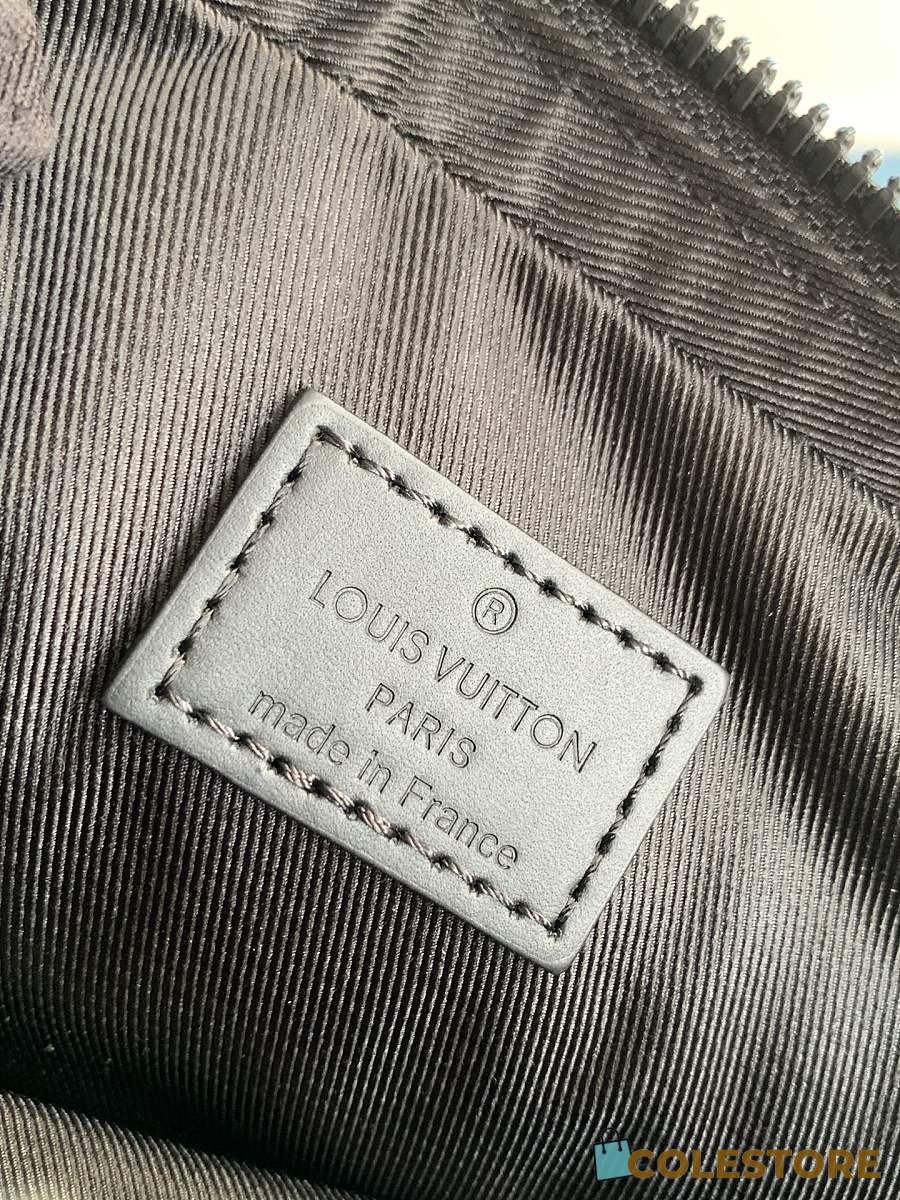 ®
LOUIS VUITTON
PARIS
made in France
COLESTORE